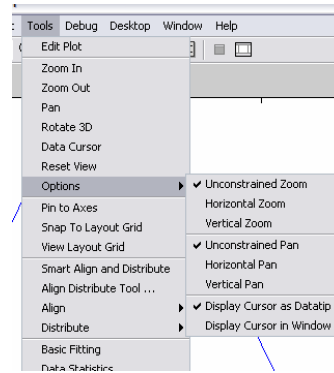 Tools Debug Desktop Window Help
Edit Plot
Zoom In
Zoom Out
Pan
Rotate 3D
Data Cursor
Reset View
Options
Pin to Axes
Snap To Layout Grid
View Layout Grid
Smart Align and Distribute
Align Distribute Tool ...
Align
Distribute
Basic Fitting
Data Statistics
Unconstrained Zoom
Horizontal Zoom
Vertical Zoom
Unconstrained Pan
Horizontal Pan
Vertical Pan
Display Cursor as Datatip
Display Cursor in Window